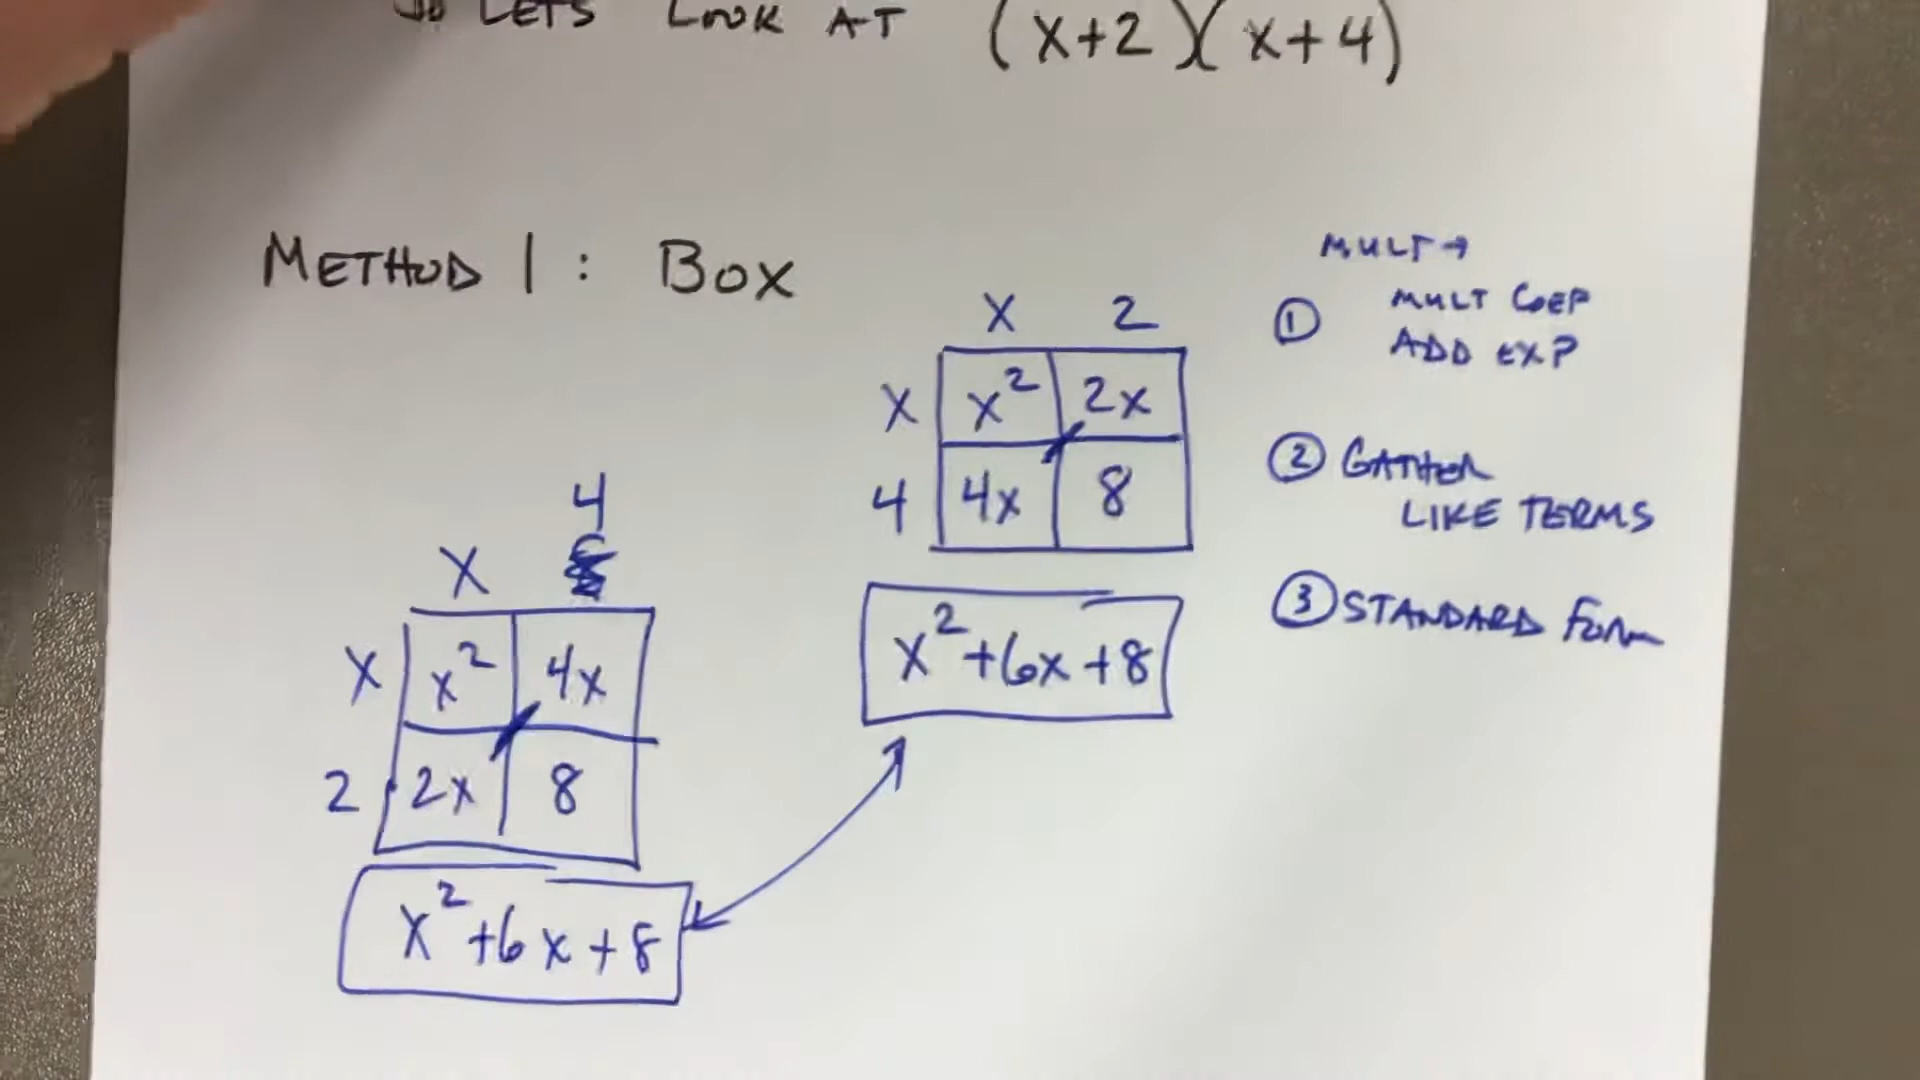 LETS LOOK AT (x+2)(x+4)
METHOD 1: BOX
MULT →
① MULT COEF
ADD EXP
② GATHER
LIKE TERMS
③ STANDARD FORM
x 2
x x² 2x
4 4x 8
x²+6x+8
4
x
x x² 4x
2 2x 8
x²+6x+8